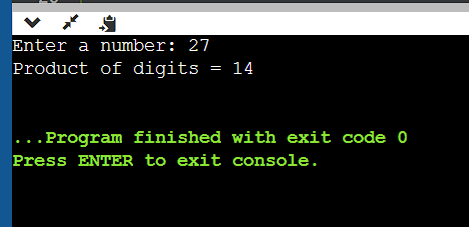 Enter a number: 27
Product of digits = 14
...Program finished with exit code 0
Press ENTER to exit console.